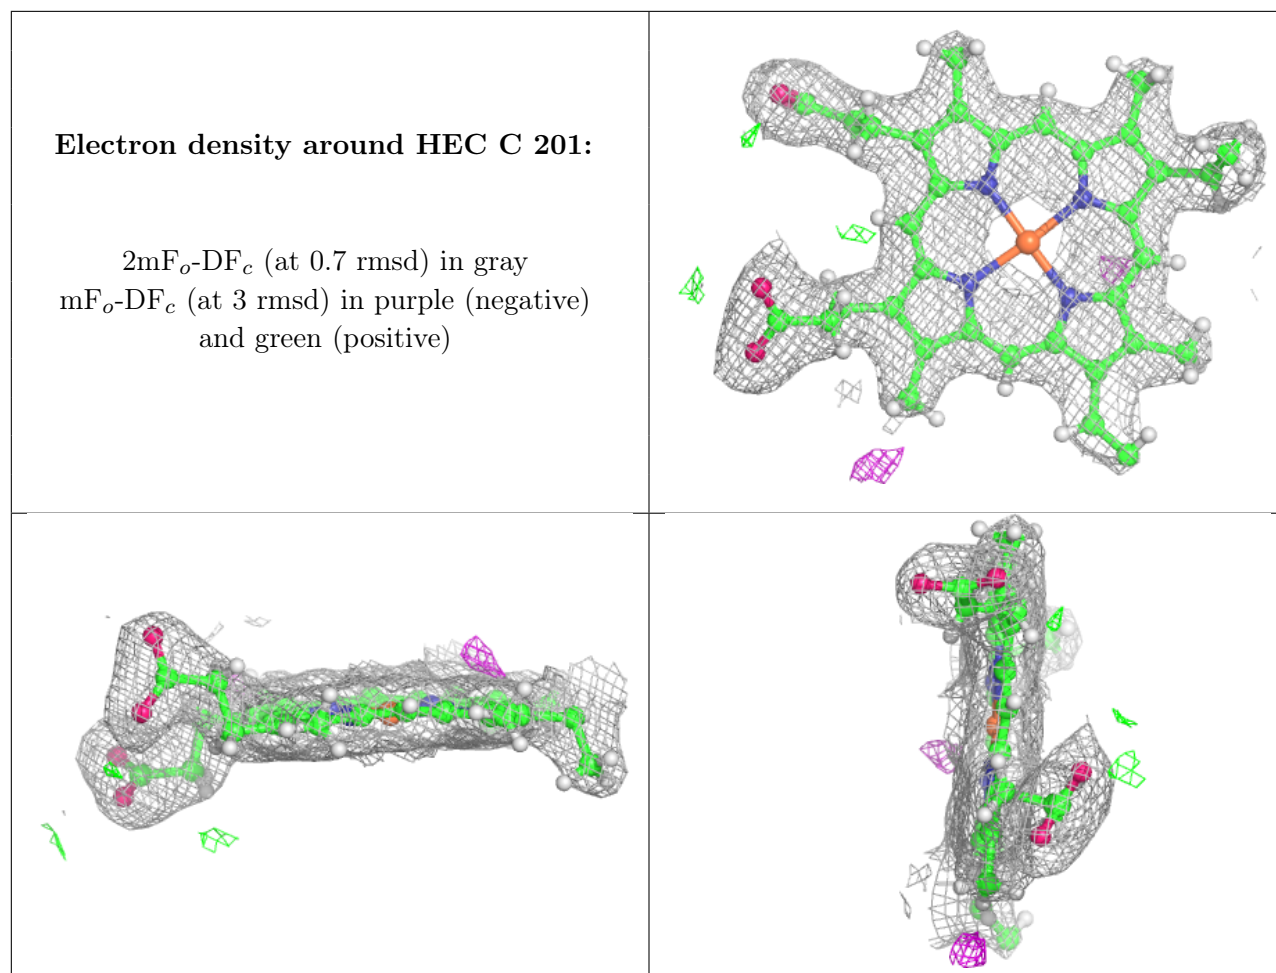 Electron density around HEC C 201:
2mFo-DFc (at 0.7 rmsd) in gray
mFo-DFc (at 3 rmsd) in purple (negative)
and green (positive)